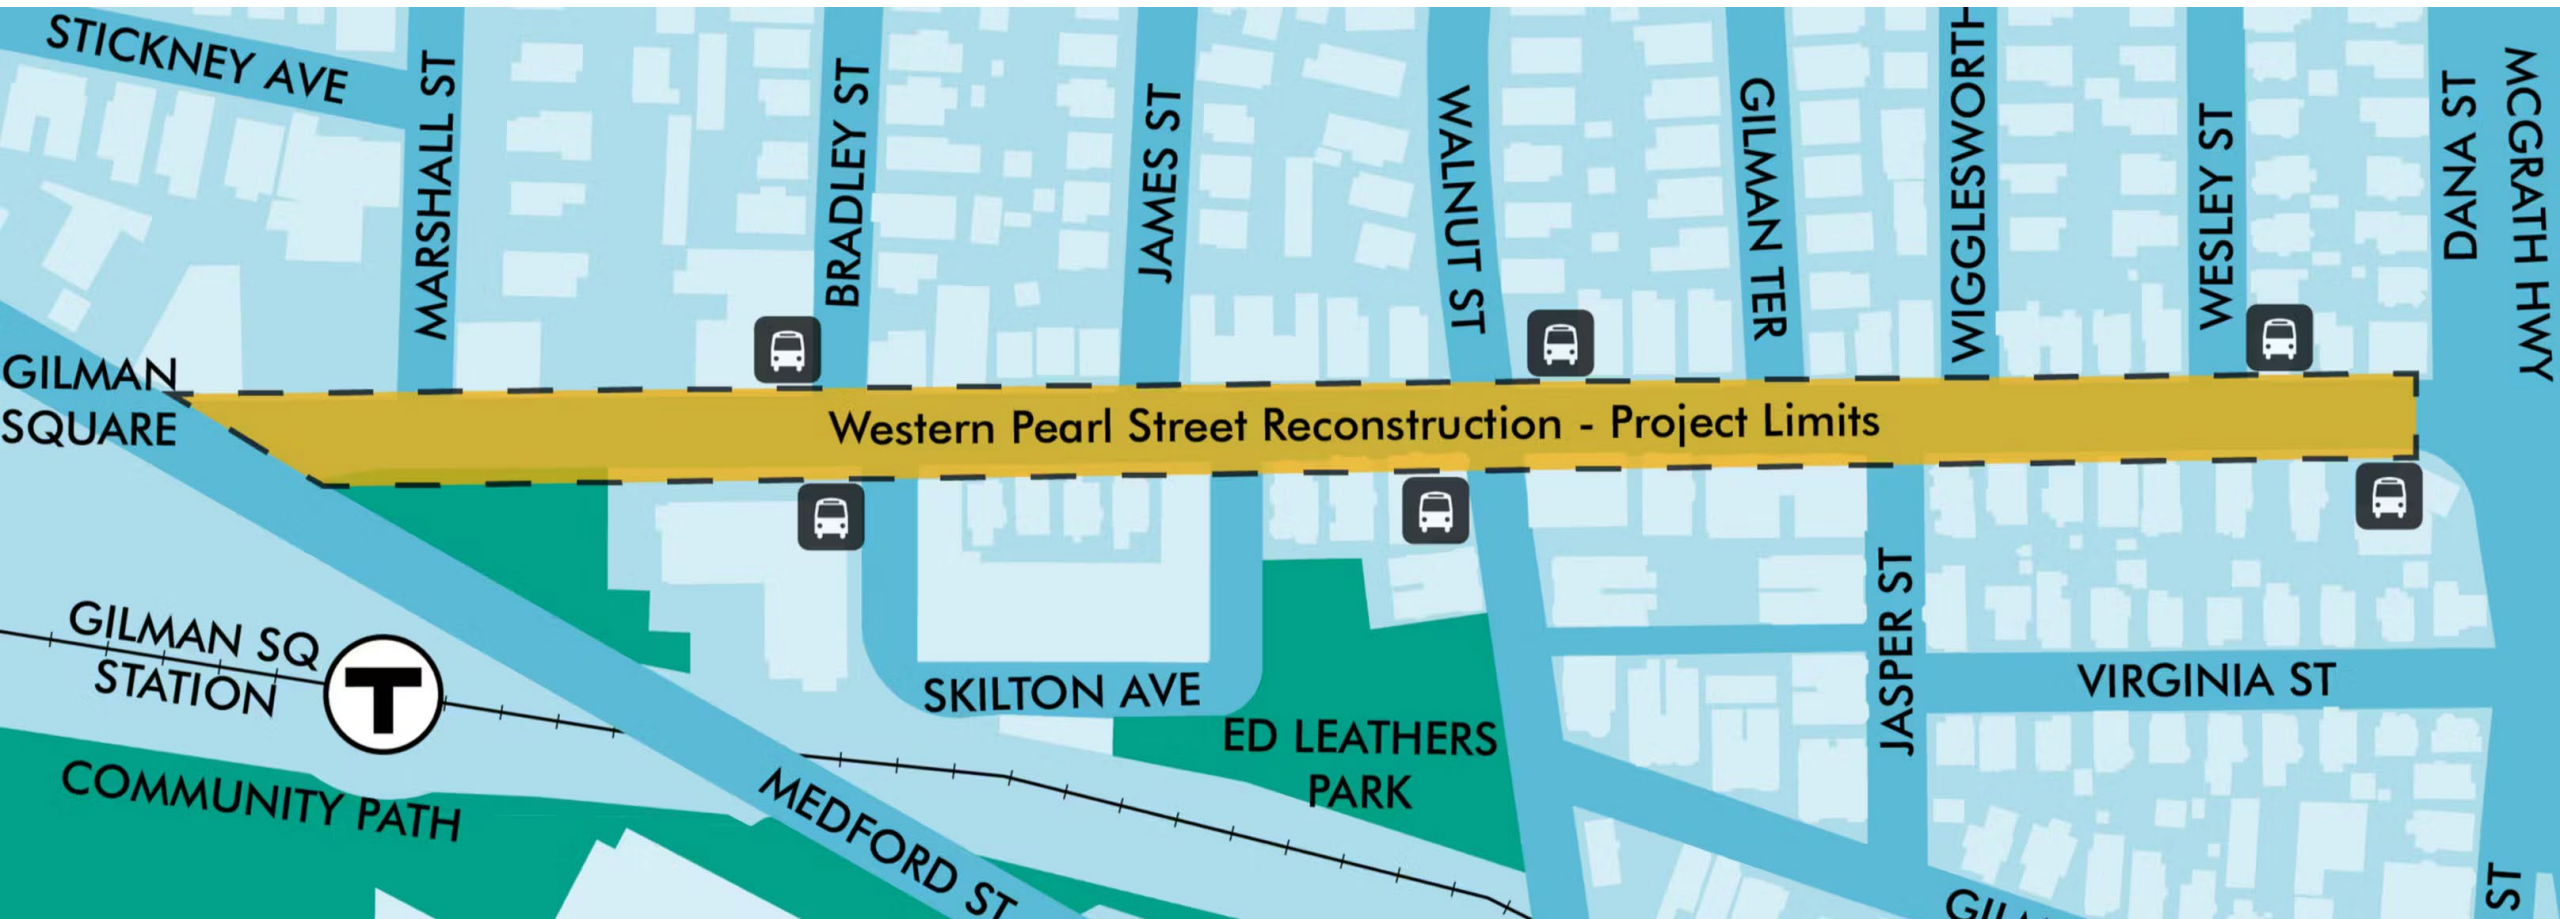 STICKNEY AVE
MARSHALL ST
BRADLEY ST
JAMES ST
WALNUT ST
GILMAN TER
WIGGLESWORTH
WESLEY ST
DANA ST
MCGRATH HWY
GILMAN
SQUARE
Western Pearl Street Reconstruction - Project Limits
GILMAN SQ
STATION
T
COMMUNITY PATH
MEDFORD ST
SKILTON AVE
ED LEATHERS
PARK
JASPER ST
VIRGINIA ST
ST